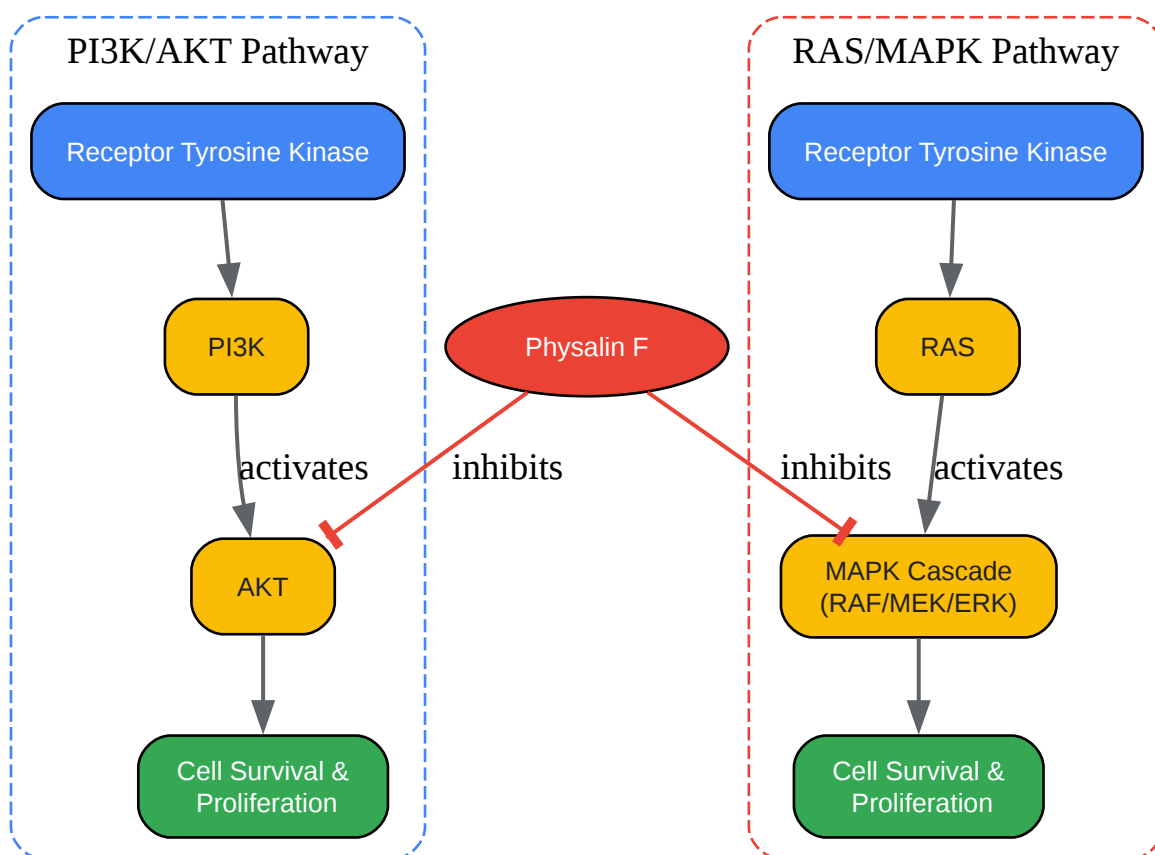 PI3K/AKT Pathway
RAS/MAPK Pathway
Receptor Tyrosine Kinase
Receptor Tyrosine Kinase
PI3K
Physalin F
RAS
activates
inhibits
inhibits
activates
AKT
MAPK Cascade
(RAF/MEK/ERK)
Cell Survival &
Proliferation
Cell Survival &
Proliferation